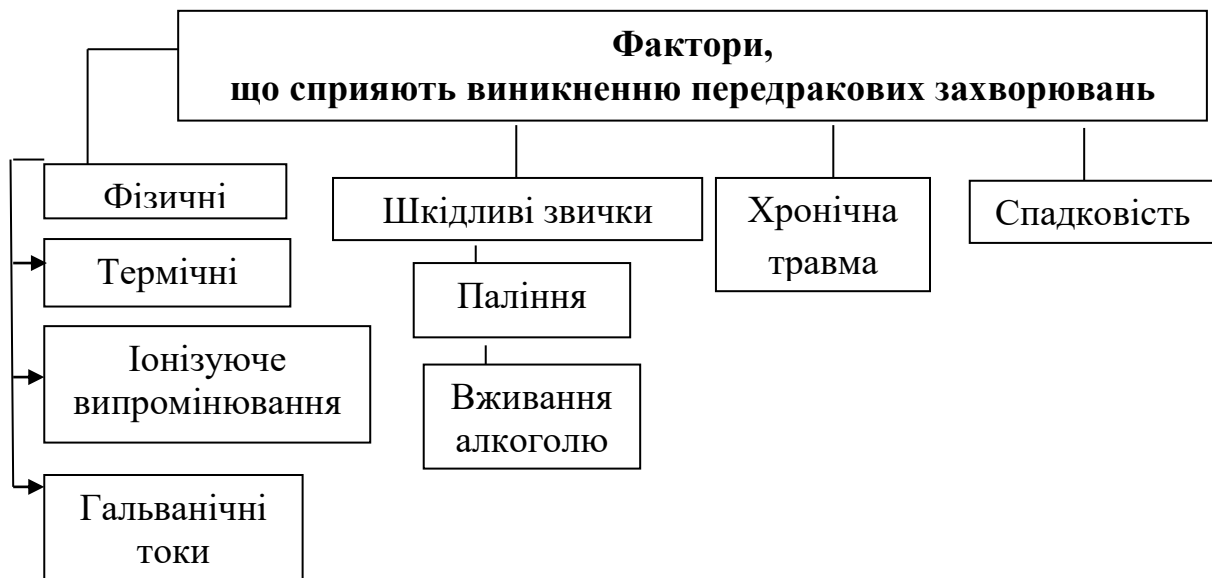 Фактори,
що сприяють виникненню передракових захворювань
Фізичні
Термічні
Іонізуюче
випромінювання
Гальванічні
токи
Шкідливі звички
Паління
Вживання
алкоголю
Хронічна
травма
Спадковість